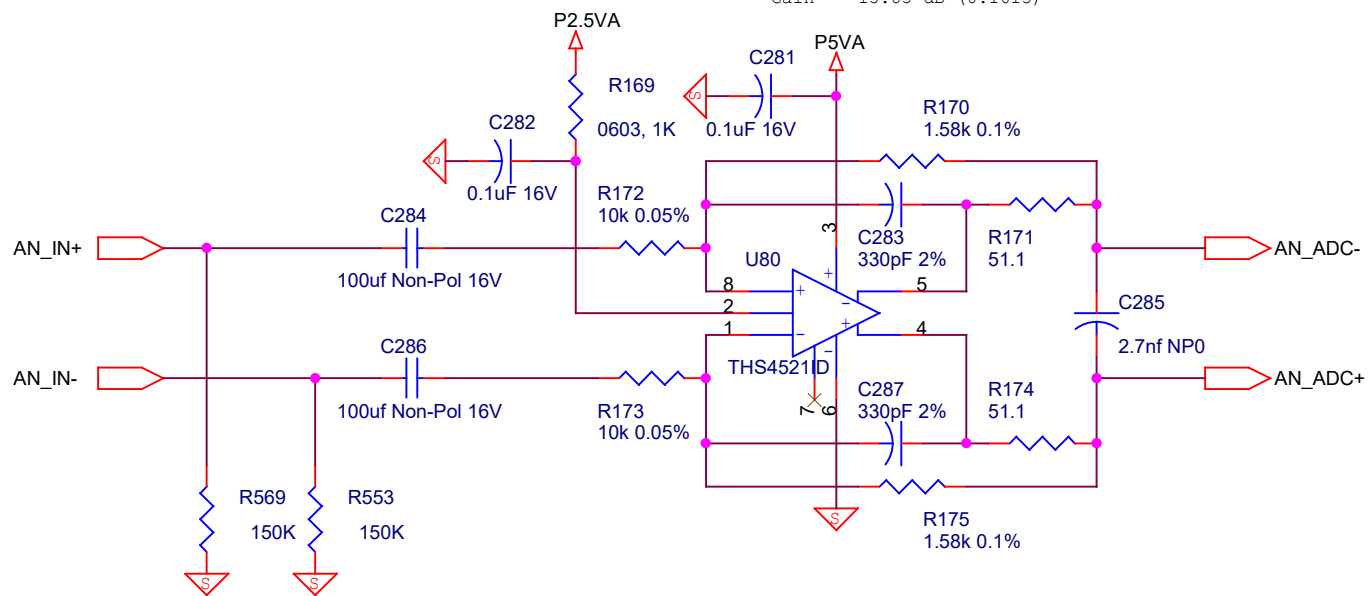 P2.5VA
P5VA
C281
R169
R170
1.58k 0.1%
C282
0603, 1K
0.1uF 16V
S
S
0.1uF 16V
R172
10k 0.05%
C284
C283
330pF 2%
R171
51.1
AN_IN+
AN_ADC-
100uf Non-Pol 16V
U80
3
8
5
2
1
4
C285
2.7nf NP0
C286
THS4521ID
AN_IN-
AN_ADC+
100uf Non-Pol 16V
R173
10k 0.05%
7
6
C287
330pF 2%
R174
51.1
R569
150K
R553
150K
R175
1.58k 0.1%
S
S
S